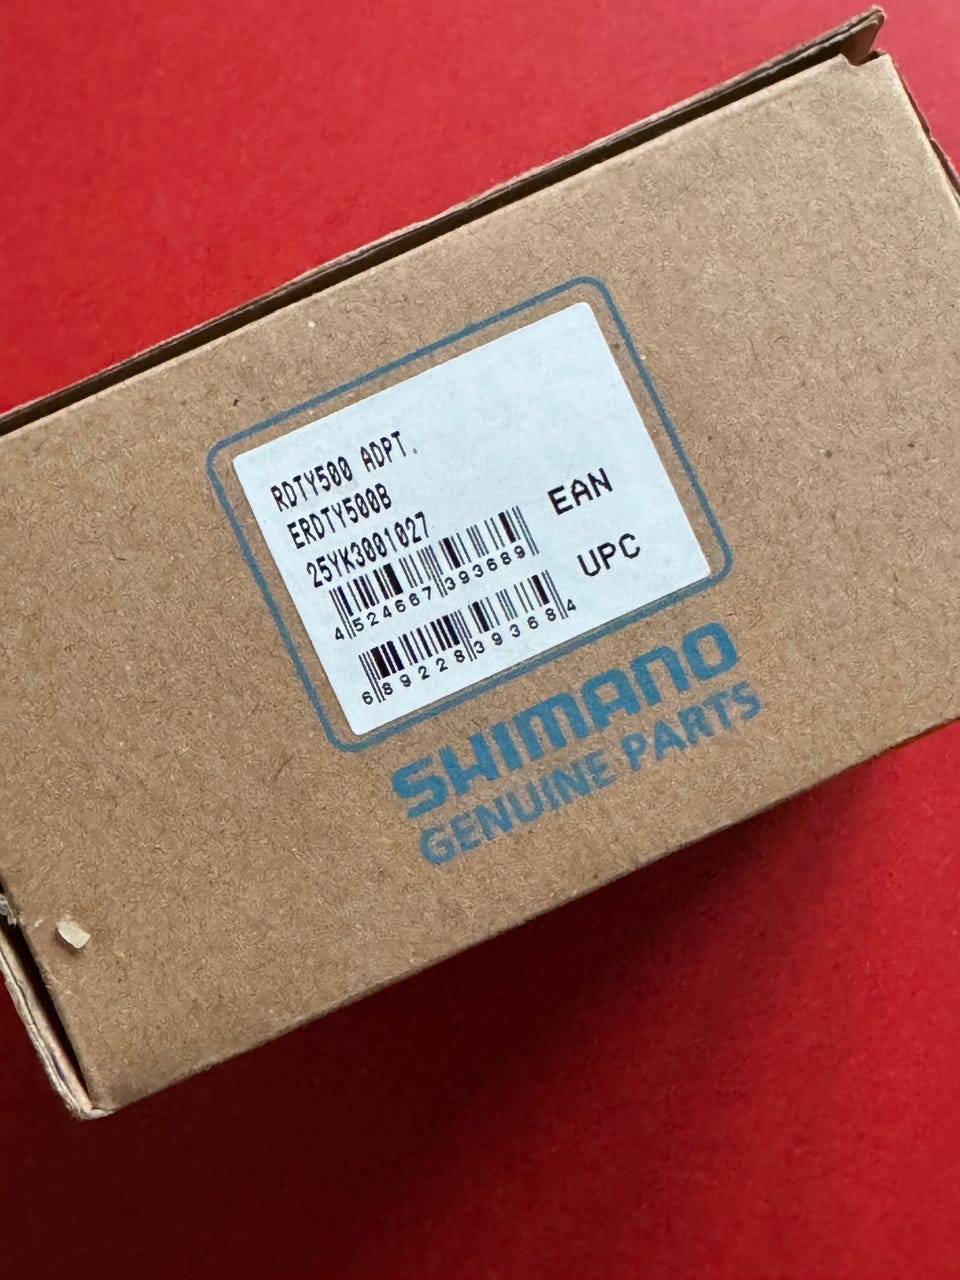 RDTY500 ADPT.
ERDTY500B
25YK3001027
4 524667 393689
EAN
6 89228 39368 4
UPC
SHIMANO
GENUINE PARTS